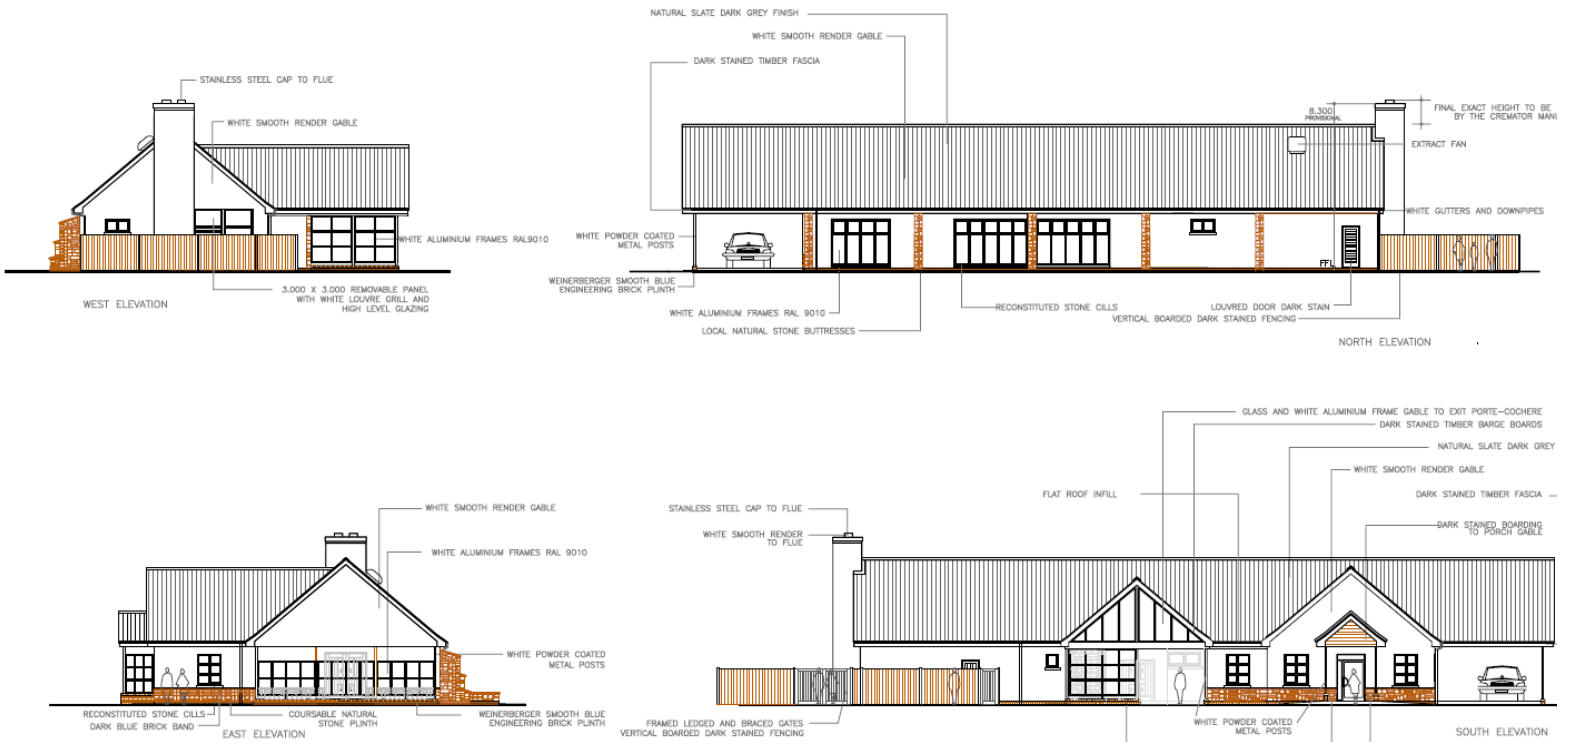 STAINLESS STEEL CAP TO FLUE
WHITE SMOOTH RENDER GABLE
WHITE ALUMINIUM FRAMES RAL9010
3.000 X 3.000 REMOVABLE PANEL
WITH WHITE LOUVRE GRILL AND
HIGH LEVEL GLAZING
WEST ELEVATION
NATURAL SLATE DARK GREY FINISH
WHITE SMOOTH RENDER GABLE
DARK STAINED TIMBER FASCIA
8.300
PROVISIONAL
FINAL EXACT HEIGHT TO BE
BY THE CREMATOR MANU
EXTRACT FAN
WHITE GUTTERS AND DOWNPIPES
WHITE POWDER COATED
METAL POSTS
FFL
WEINERBERGER SMOOTH BLUE
ENGINEERING BRICK PLINTH
WHITE ALUMINIUM FRAMES RAL 9010
LOCAL NATURAL STONE BUTTRESSES
RECONSTITUTED STONE CILLS
LOUVRED DOOR DARK STAIN
VERTICAL BOARDED DARK STAINED FENCING
NORTH ELEVATION
WHITE SMOOTH RENDER GABLE
WHITE ALUMINIUM FRAMES RAL 9010
WHITE POWDER COATED
METAL POSTS
RECONSTITUTED STONE CILLS
DARK BLUE BRICK BAND
COURSABLE NATURAL
STONE PLINTH
WEINERBERGER SMOOTH BLUE
ENGINEERING BRICK PLINTH
EAST ELEVATION
GLASS AND WHITE ALUMINIUM FRAME GABLE TO EXIT PORTE-COCHERE
DARK STAINED TIMBER BARGE BOARDS
NATURAL SLATE DARK GREY
WHITE SMOOTH RENDER GABLE
FLAT ROOF INFILL
DARK STAINED TIMBER FASCIA
STAINLESS STEEL CAP TO FLUE
DARK STAINED BOARDING
TO PORCH GABLE
WHITE SMOOTH RENDER
TO FLUE
FRAMED LEDGED AND BRACED GATES
VERTICAL BOARDED DARK STAINED FENCING
WHITE POWDER COATED
METAL POSTS
SOUTH ELEVATION